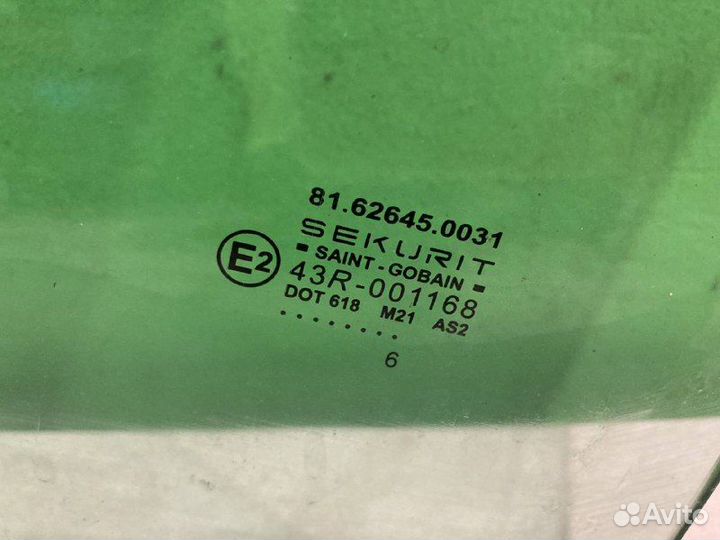 81.62645.0031
SEKURIT
SAINT-GOBAIN
E2
43R-001168
DOT 618 M21 AS2
. . . . . . . .
6
Avito